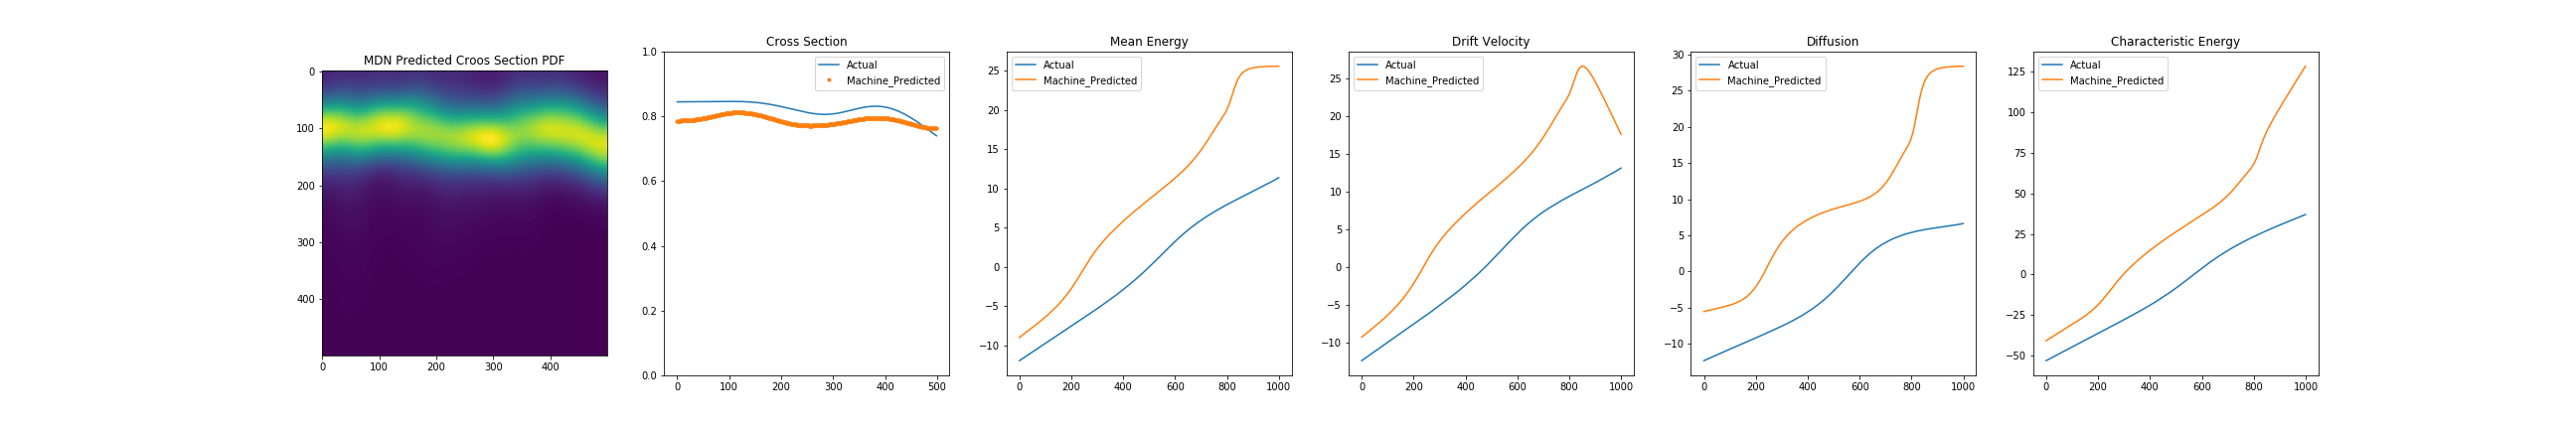 MDN Predicted Croos Section PDF
0
100
200
300
400
0 100 200 300 400
Cross Section
Actual
Machine_Predicted
1.0
0.8
0.6
0.4
0.2
0.0
0 100 200 300 400 500
Mean Energy
Actual
Machine_Predicted
25
20
15
10
5
0
−5
−10
0 200 400 600 800 1000
Drift Velocity
Actual
Machine_Predicted
25
20
15
10
5
0
−5
−10
0 200 400 600 800 1000
Diffusion
Actual
Machine_Predicted
30
25
20
15
10
5
0
−5
−10
0 200 400 600 800 1000
Characteristic Energy
Actual
Machine_Predicted
125
100
75
50
25
0
−25
−50
0 200 400 600 800 1000